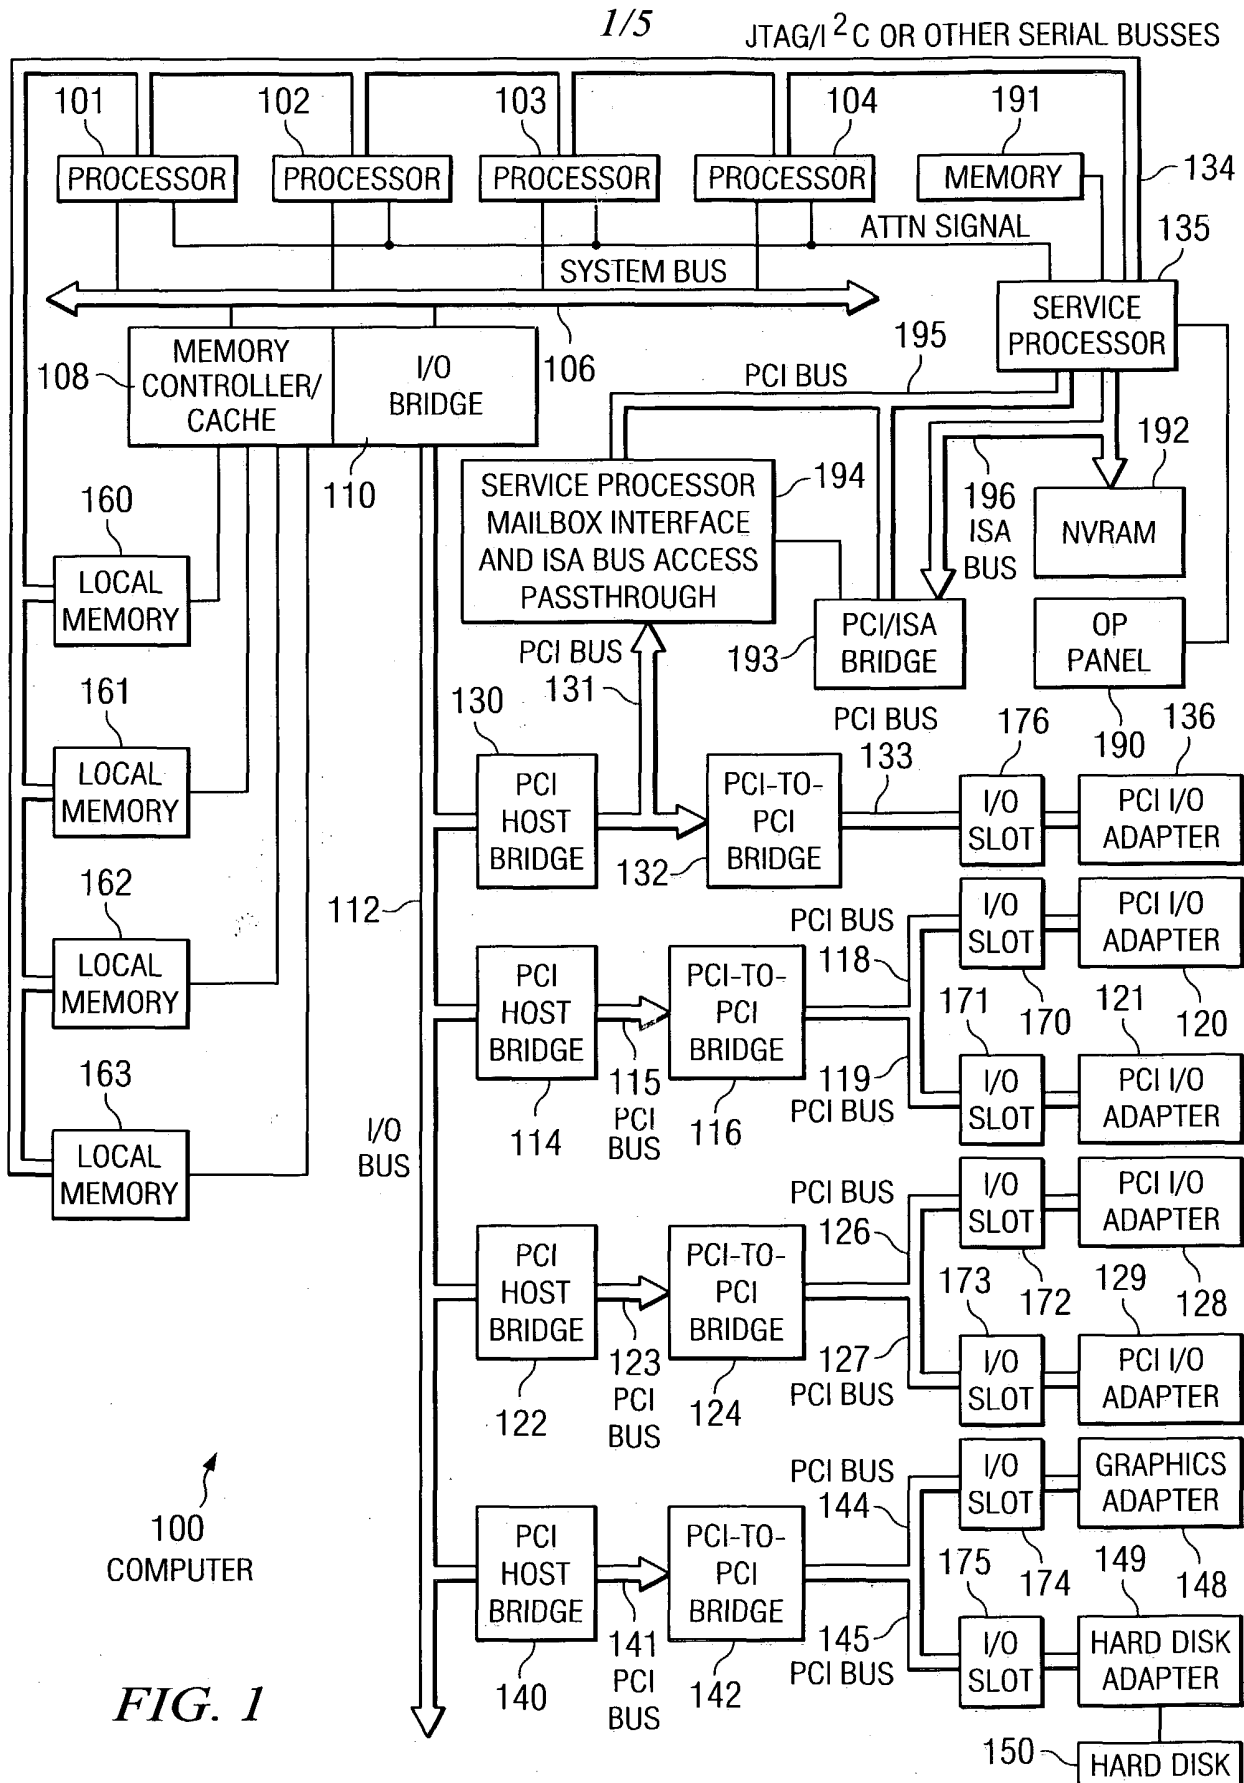 1/5
JTAG/I2C OR OTHER SERIAL BUSSES
101
102
103
104
191
PROCESSOR
PROCESSOR
PROCESSOR
PROCESSOR
MEMORY
134
ATTN SIGNAL
135
SYSTEM BUS
SERVICE
PROCESSOR
108
MEMORY
CONTROLLER/
CACHE
I/O
BRIDGE
106
PCI BUS
195
110
194
192
160
SERVICE PROCESSOR
MAILBOX INTERFACE
AND ISA BUS ACCESS
PASSTHROUGH
196
ISA
BUS
NVRAM
LOCAL
MEMORY
PCI BUS
131
193
PCI/ISA
BRIDGE
OP
PANEL
161
130
PCI BUS
133
176
190
136
LOCAL
MEMORY
PCI
HOST
BRIDGE
PCI-TO-
PCI
BRIDGE
132
I/O
SLOT
PCI I/O
ADAPTER
162
112
PCI BUS
118
I/O
SLOT
PCI I/O
ADAPTER
LOCAL
MEMORY
PCI
HOST
BRIDGE
PCI-TO-
PCI
BRIDGE
171
170
121
120
163
115
PCI
BUS
119
PCI BUS
I/O
SLOT
PCI I/O
ADAPTER
I/O
BUS
114
116
LOCAL
MEMORY
PCI BUS
126
I/O
SLOT
PCI I/O
ADAPTER
PCI
HOST
BRIDGE
PCI-TO-
PCI
BRIDGE
173
172
129
128
123
PCI
BUS
127
PCI BUS
I/O
SLOT
PCI I/O
ADAPTER
122
124
PCI BUS
144
I/O
SLOT
GRAPHICS
ADAPTER
100
COMPUTER
PCI
HOST
BRIDGE
PCI-TO-
PCI
BRIDGE
175
174
149
148
141
PCI
BUS
145
PCI BUS
I/O
SLOT
HARD DISK
ADAPTER
140
142
FIG. 1
150
HARD DISK